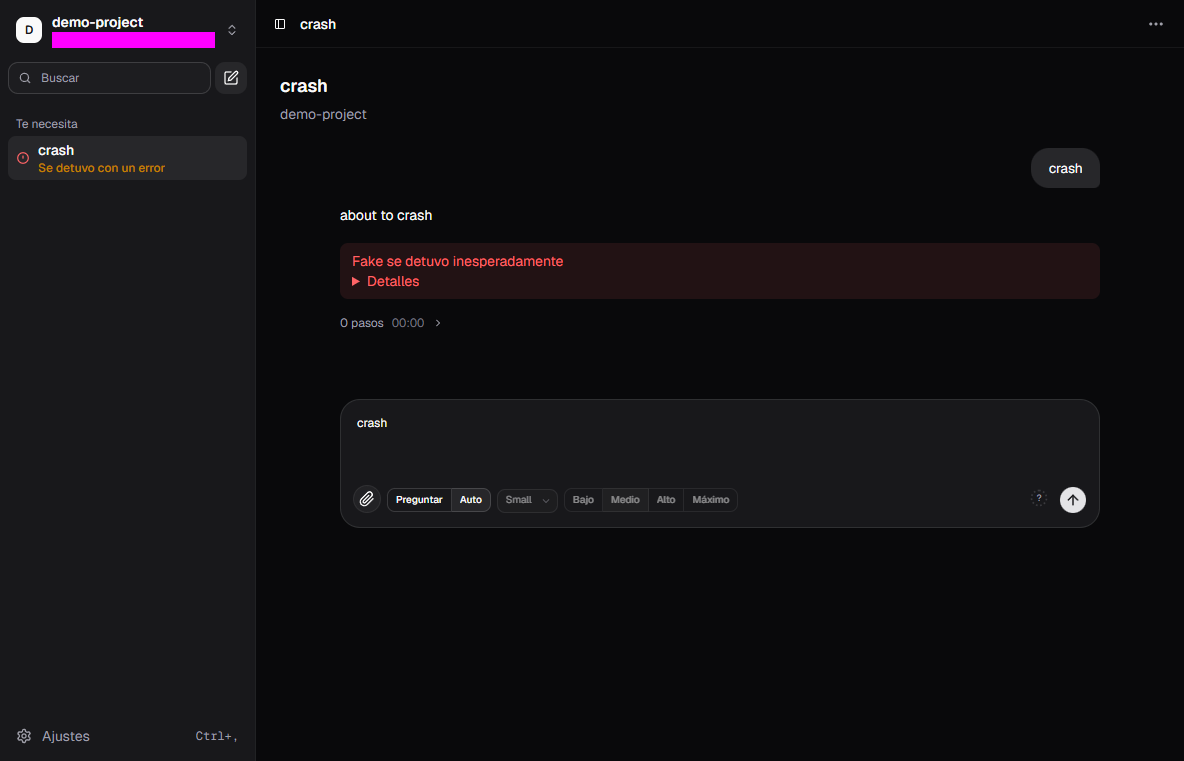 D
demo-project
crash
Buscar
Te necesita
crash
Se detuvo con un error
crash
demo-project
crash
about to crash
Fake se detuvo inesperadamente
Detalles
0 pasos 00:00
crash
Preguntar Auto Small Bajo Medio Alto Máximo ?
Ajustes Ctrl+,